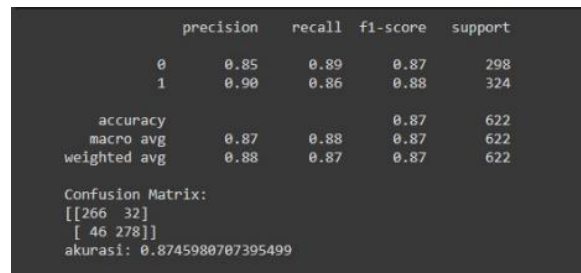 precision recall f1-score support
0 0.85 0.89 0.87 298
1 0.90 0.86 0.88 324
accuracy 0.87 622
macro avg 0.87 0.88 0.87 622
weighted avg 0.88 0.87 0.87 622
Confusion Matrix:
[[266 32]
[ 46 278]]
akurasi: 0.8745980707395499